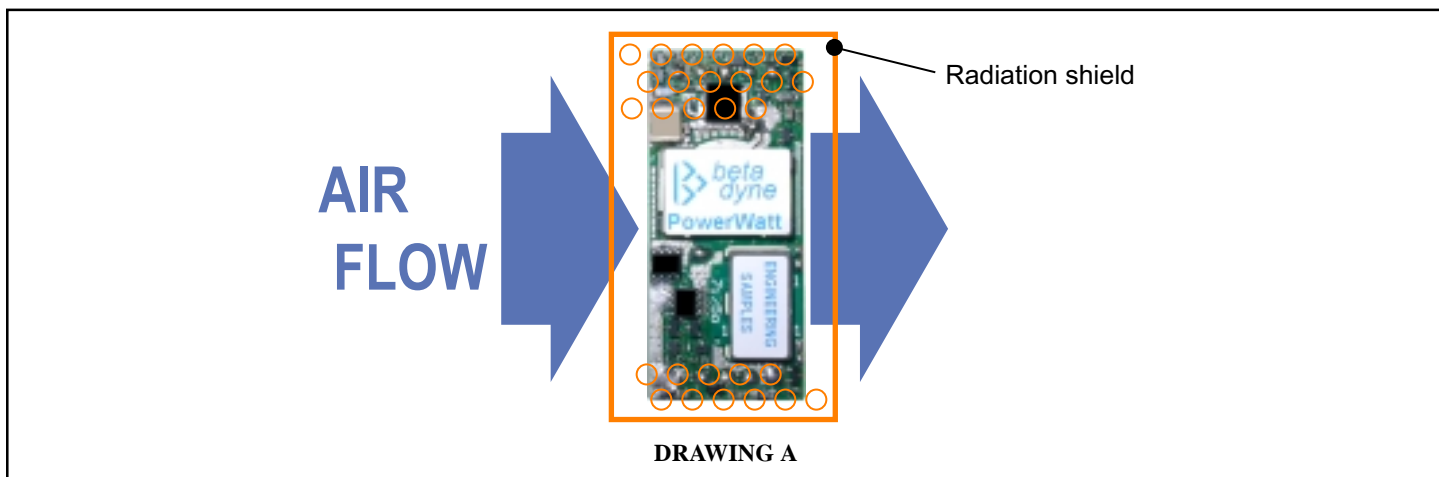 Radiation shield
AIR
FLOW
beta
dyne
PowerWatt
ENGINEERING
SAMPLES
DRAWING A